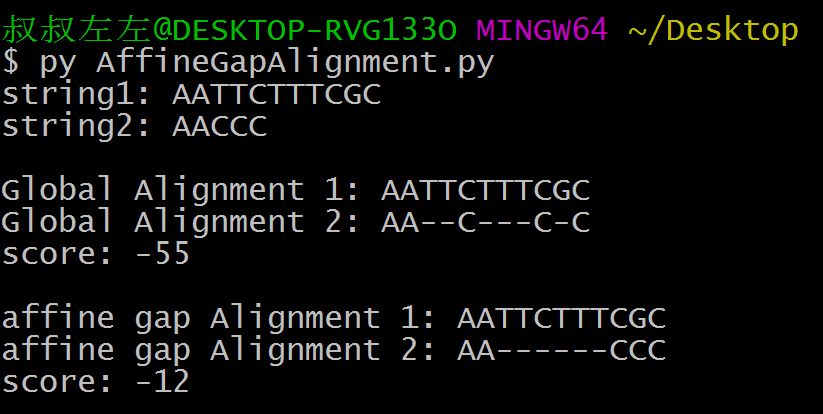 叔叔左左@DESKTOP-RVG133O MINGW64 ~/Desktop
$ py AffineGapAlignment.py
string1: AATTCTTTCGC
string2: AACCC

Global Alignment 1: AATTCTTTCGC
Global Alignment 2: AA--C---C-C
score: -55

affine gap Alignment 1: AATTCTTTCGC
affine gap Alignment 2: AA------CCC
score: -12